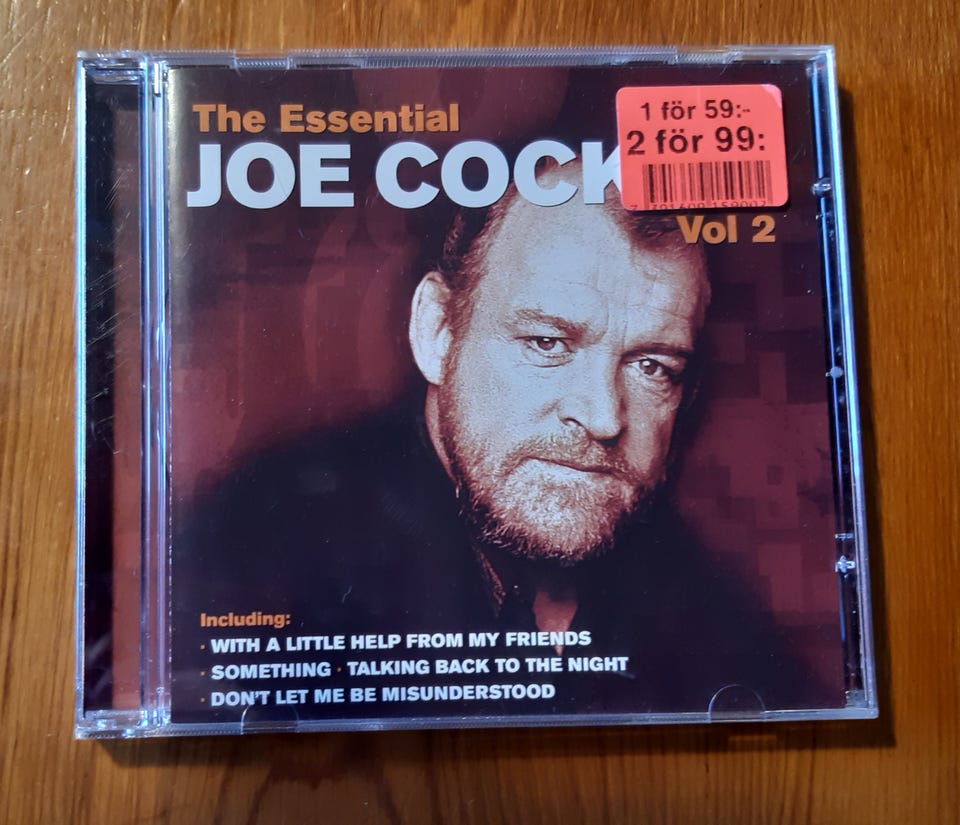 The Essential
JOE COCK
Vol 2
1 för 59:-
2 för 99:
Including:
· WITH A LITTLE HELP FROM MY FRIENDS
· SOMETHING · TALKING BACK TO THE NIGHT
· DON'T LET ME BE MISUNDERSTOOD